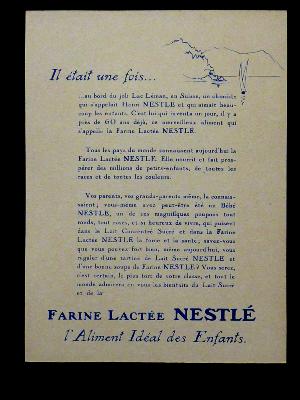 Il était une fois...
...au bord du joli Lac Léman, en Suisse, un chimiste
qui s'appelait Henri NESTLÉ et qui aimait beau-
coup les enfants. C'est lui qui inventa un jour, il y a
près de 60 ans déjà, ce merveilleux aliment qui
s'appelle la Farine Lactée NESTLÉ.
Tous les pays du monde connaissent aujourd'hui la
Farine Lactée NESTLÉ. Elle nourrit et fait pros-
pérer des millions de petits-enfants, de toutes les
races et de toutes les couleurs.
Vos parents, vos grands-parents même, la connais-
saient, vous-même avez peut-être été un Bébé
NESTLÉ, un de ces magnifiques poupons tout
ronds, tout roses, et si heureux de vivre, qui puisent
dans le Lait Concentré Sucré et dans la Farine
Lactée NESTLÉ la force et la santé; savez-vous
que vous pouvez fort bien, même aujourd'hui, vous
régaler d'une tartine de Lait Sucré NESTLÉ et
d'une bonne soupe de Farine NESTLÉ? Vous serez,
c'est certain, le plus fort de votre classe, et tout le
monde admirera en vous les bienfaits du Lait Sucré
et de la
FARINE LACTÉE NESTLÉ
l'Aliment Idéal des Enfants.